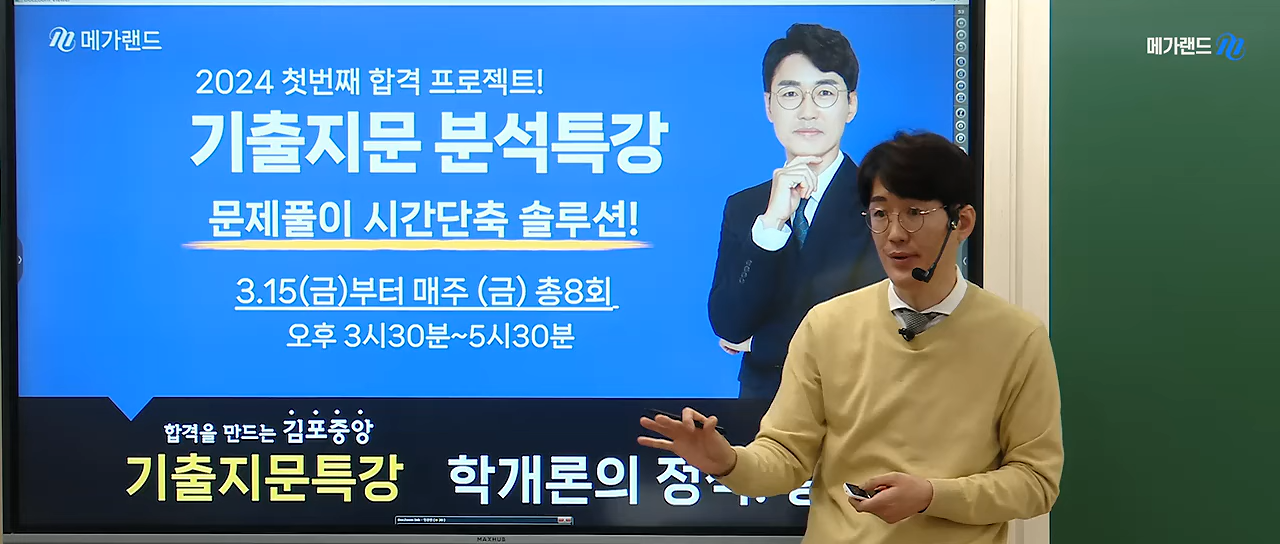 메가랜드
메가랜드
2024 첫번째 합격 프로젝트!
기출지문 분석특강
문제풀이 시간단축 솔루션!
3.15(금)부터 매주 (금) 총8회
오후 3시30분~5시30분
합격을 만드는 김포중앙
기출지문특강 학개론의
MAXHUB